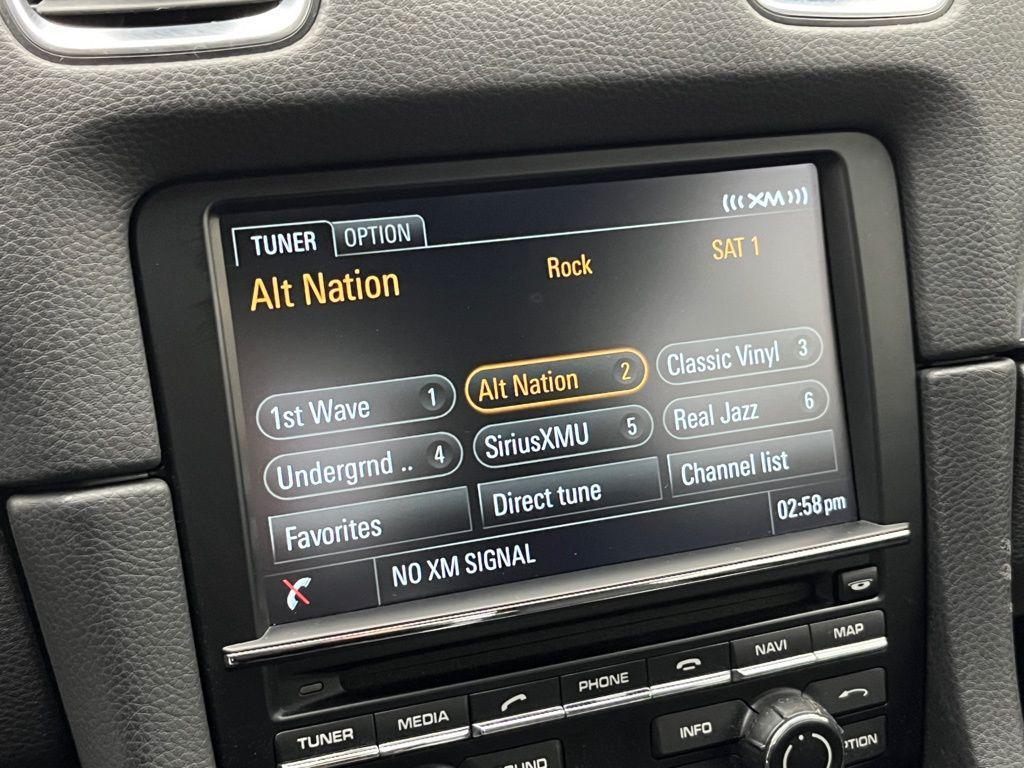 (((XM)))
TUNER OPTION
Alt Nation Rock SAT 1
1st Wave 1 Alt Nation 2 Classic Vinyl 3
Undergrnd .. 4 SiriusXMU 5 Real Jazz 6
Favorites Direct tune Channel list
NO XM SIGNAL 02:58pm
TUNER MEDIA PHONE NAVI MAP
INFO